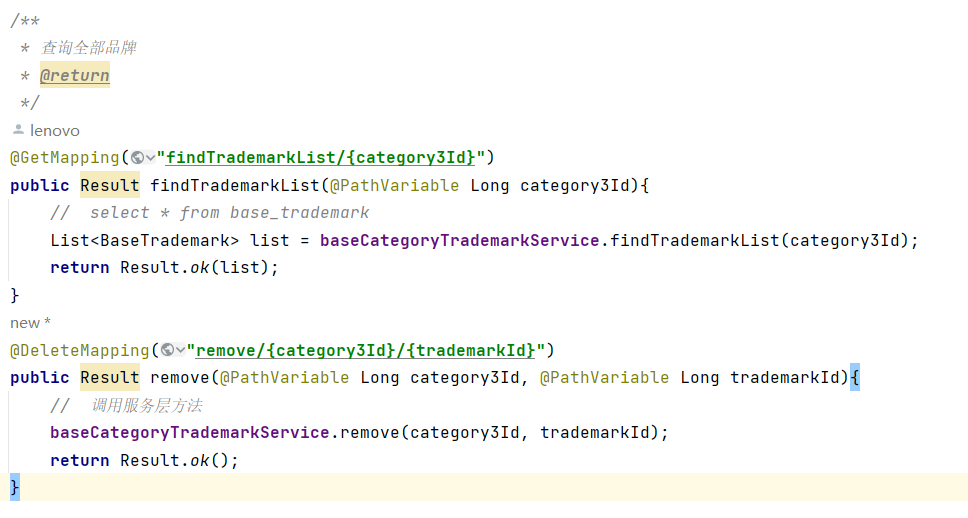 /**
 * 查询全部品牌
 * @return
 */
lenovo
@GetMapping("findTrademarkList/{category3Id}")
public Result findTrademarkList(@PathVariable Long category3Id){
    //  select * from base_trademark
    List<BaseTrademark> list = baseCategoryTrademarkService.findTrademarkList(category3Id);
    return Result.ok(list);
}
new *
@DeleteMapping("remove/{category3Id}/{trademarkId}")
public Result remove(@PathVariable Long category3Id, @PathVariable Long trademarkId){
    //  调用服务层方法
    baseCategoryTrademarkService.remove(category3Id, trademarkId);
    return Result.ok();
}